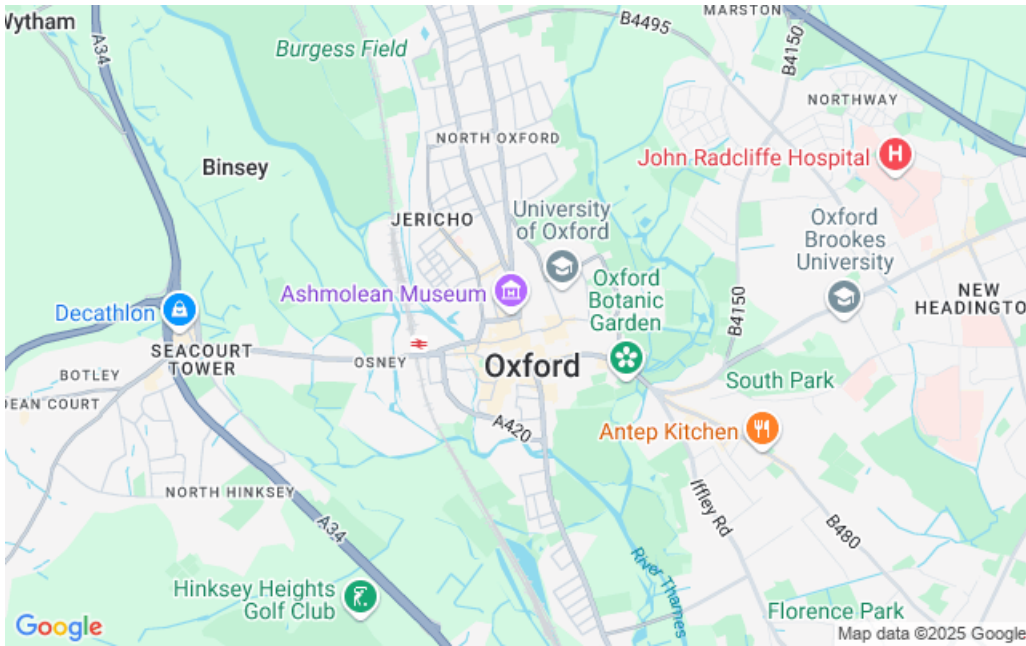 Wytham
A34
Burgess Field
B4495
MARSTON
B4150
NORTHWAY
NORTH OXFORD
John Radcliffe Hospital
H
Binsey
JERICHO
University
of Oxford
Oxford
Brookes
University
Ashmolean Museum
Oxford
Botanic
Garden
NEW
HEADINGTO
Decathlon
B4150
SEACOURT
TOWER
OSNEY
Oxford
BOTLEY
South Park
DEAN COURT
A420
Antep Kitchen
NORTH HINKSEY
Iffley Rd
A34
B480
River Thames
Hinksey Heights
Golf Club
Florence Park
Google
Map data ©2025 Google